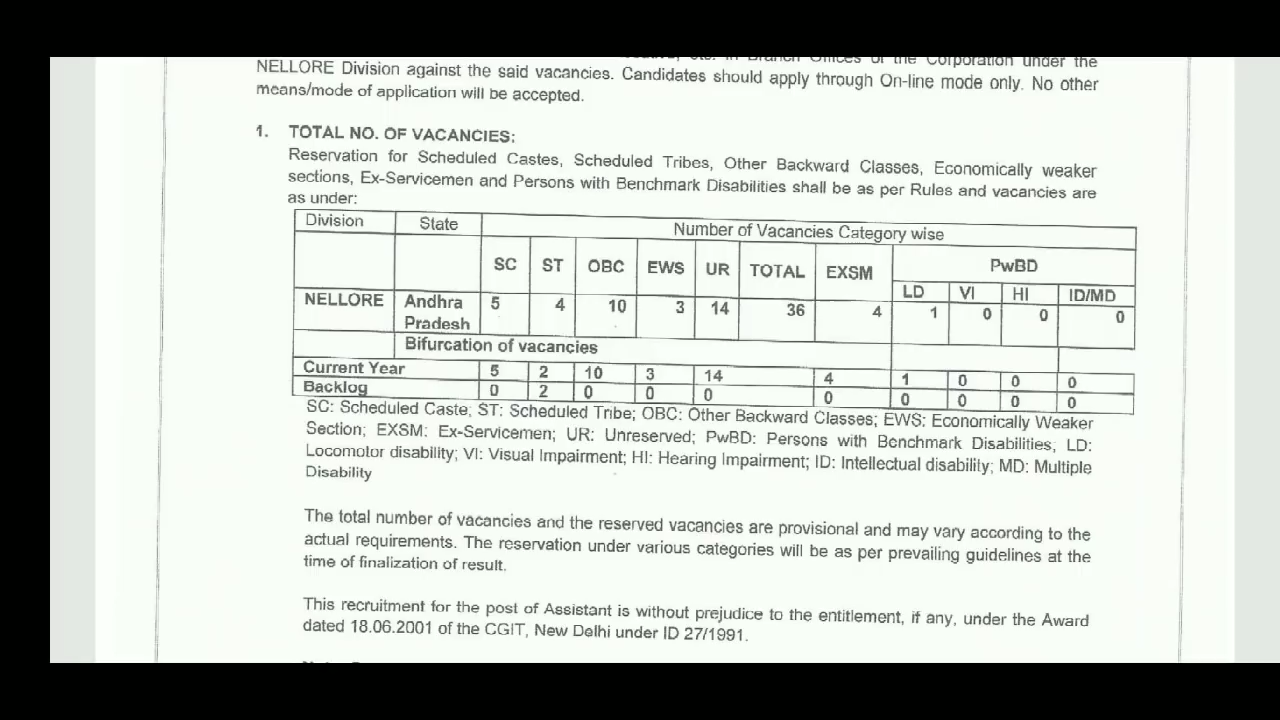 Branch Offices of the Corporation under the
NELLORE Division against the said vacancies. Candidates should apply through On-line mode only. No other
means/mode of application will be accepted.
1. TOTAL NO. OF VACANCIES:
Reservation for Scheduled Castes, Scheduled Tribes, Other Backward Classes, Economically weaker
sections, Ex-Servicemen and Persons with Benchmark Disabilities shall be as per Rules and vacancies are
as under:
Division State Number of Vacancies Category wise
SC ST OBC EWS UR TOTAL EXSM PwBD
LD VI HI ID/MD
NELLORE Andhra 5 4 10 3 14 36 4 1 0 0 0
Pradesh
Bifurcation of vacancies
Current Year 5 2 10 3 14 4 1 0 0 0
Backlog 0 2 0 0 0 0 0 0 0 0
SC: Scheduled Caste; ST: Scheduled Tribe; OBC: Other Backward Classes; EWS: Economically Weaker
Section; EXSM: Ex-Servicemen; UR: Unreserved; PwBD: Persons with Benchmark Disabilities, LD:
Locomotor disability; VI: Visual Impairment; HI: Hearing Impairment; ID: Intellectual disability; MD: Multiple
Disability
The total number of vacancies and the reserved vacancies are provisional and may vary according to the
actual requirements. The reservation under various categories will be as per prevailing guidelines at the
time of finalization of result.
This recruitment for the post of Assistant is without prejudice to the entitlement, if any, under the Award
dated 18.06.2001 of the CGIT, New Delhi under ID 27/1991.